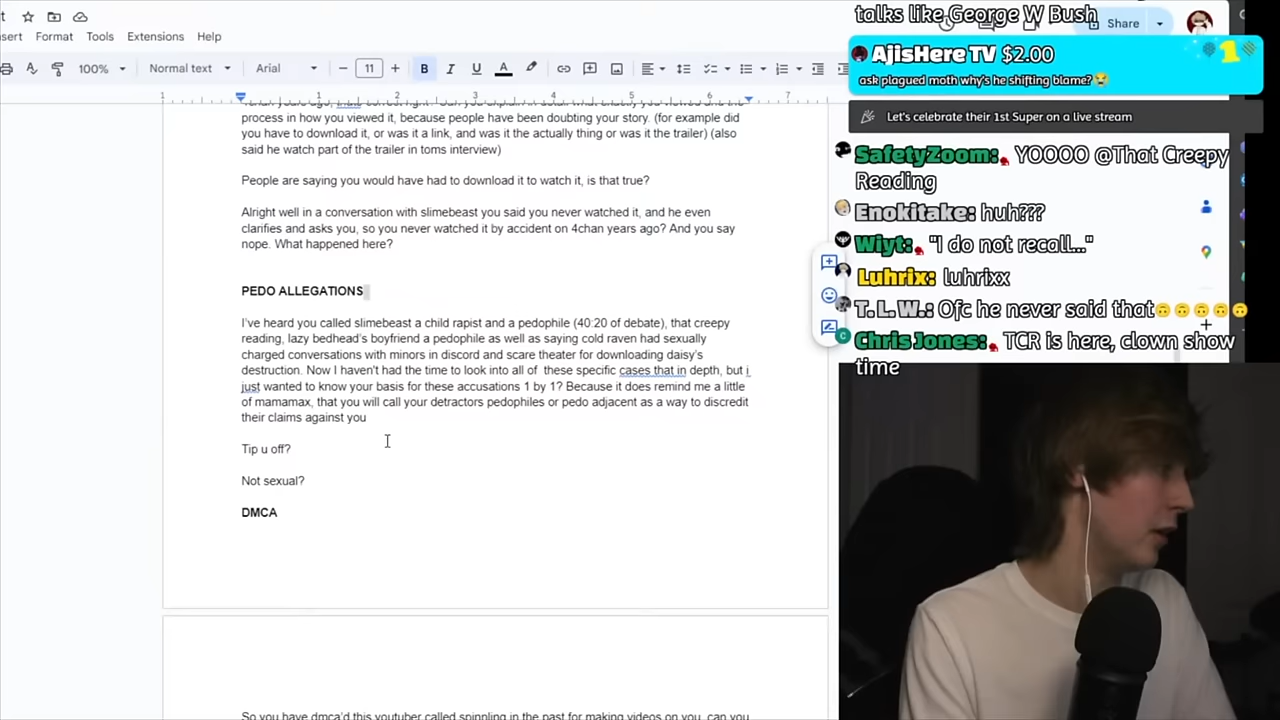 t
nsert Format Tools Extensions Help
Share
100% Normal text Arial 11 B I U A
1 1 2 3 4 5 6 7
process in how you viewed it, because people have been doubting your story. (for example did
you have to download it, or was it a link, and was it the actually thing or was it the trailer) (also
said he watch part of the trailer in toms interview)
People are saying you would have had to download it to watch it, is that true?
Alright well in a conversation with slimebeast you said you never watched it, and he even
clarifies and asks you, so you never watched it by accident on 4chan years ago? And you say
nope. What happened here?
PEDO ALLEGATIONS
I've heard you called slimebeast a child rapist and a pedophile (40:20 of debate), that creepy
reading, lazy bedhead's boyfriend a pedophile as well as saying cold raven had sexually
charged conversations with minors in discord and scare theater for downloading daisy's
destruction. Now I haven't had the time to look into all of these specific cases that in depth, but i
just wanted to know your basis for these accusations 1 by 1? Because it does remind me a little
of mamamax, that you will call your detractors pedophiles or pedo adjacent as a way to discredit
their claims against you
Tip u off?
Not sexual?
DMCA
So you have dmca'd this youtuber called spinnling in the past for making videos on you, can you
talks like George W Bush
AjisHere TV $2.00
1
ask plagued moth why's he shifting blame? 😂
Let's celebrate their 1st Super on a live stream
SafetyZoom: YOOOO @That Creepy
Reading
Enokitake: huh???
Wiyt: "I do not recall..."
Luhrix: luhrixx
T. L. W.: Ofc he never said that🙃🙃🙃🙃🙃
ChrisJones: TCR is here, clown show
time